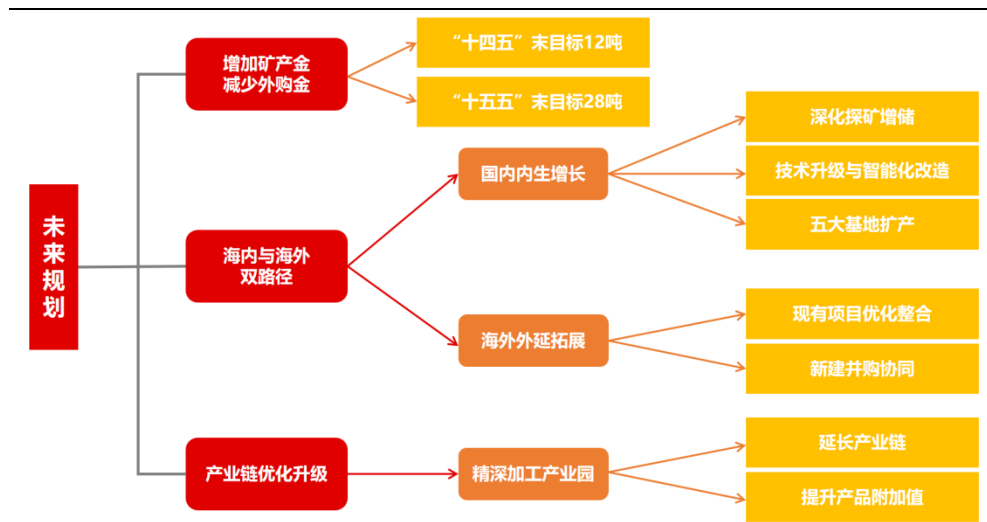 未来规划
增加矿产金
减少外购金
“十四五”末目标12吨
“十五五”末目标28吨
海内与海外
双路径
国内内生增长
深化探矿增储
技术升级与智能化改造
五大基地扩产
海外外延拓展
现有项目优化整合
新建并购协同
产业链优化升级
精深加工产业园
延长产业链
提升产品附加值